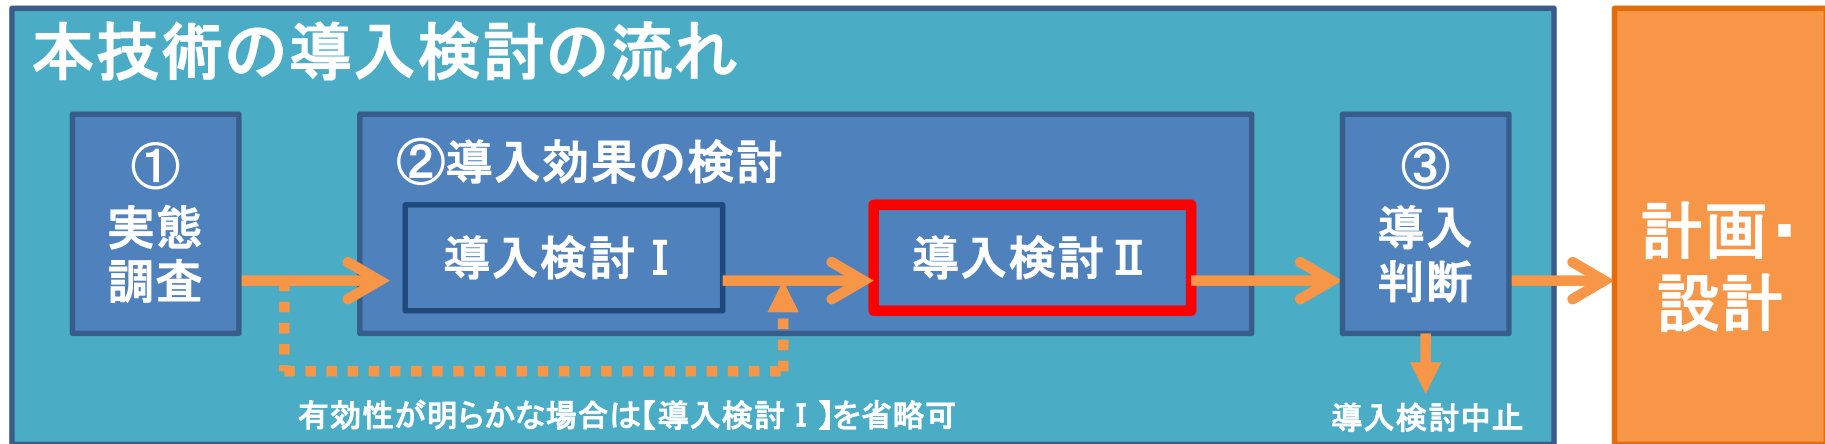 本技術の導入検討の流れ
①
実態
調査
②導入効果の検討
導入検討Ⅰ
導入検討Ⅱ
③
導入
判断
計画・
設計
有効性が明らかな場合は【導入検討Ⅰ】を省略可
導入検討中止